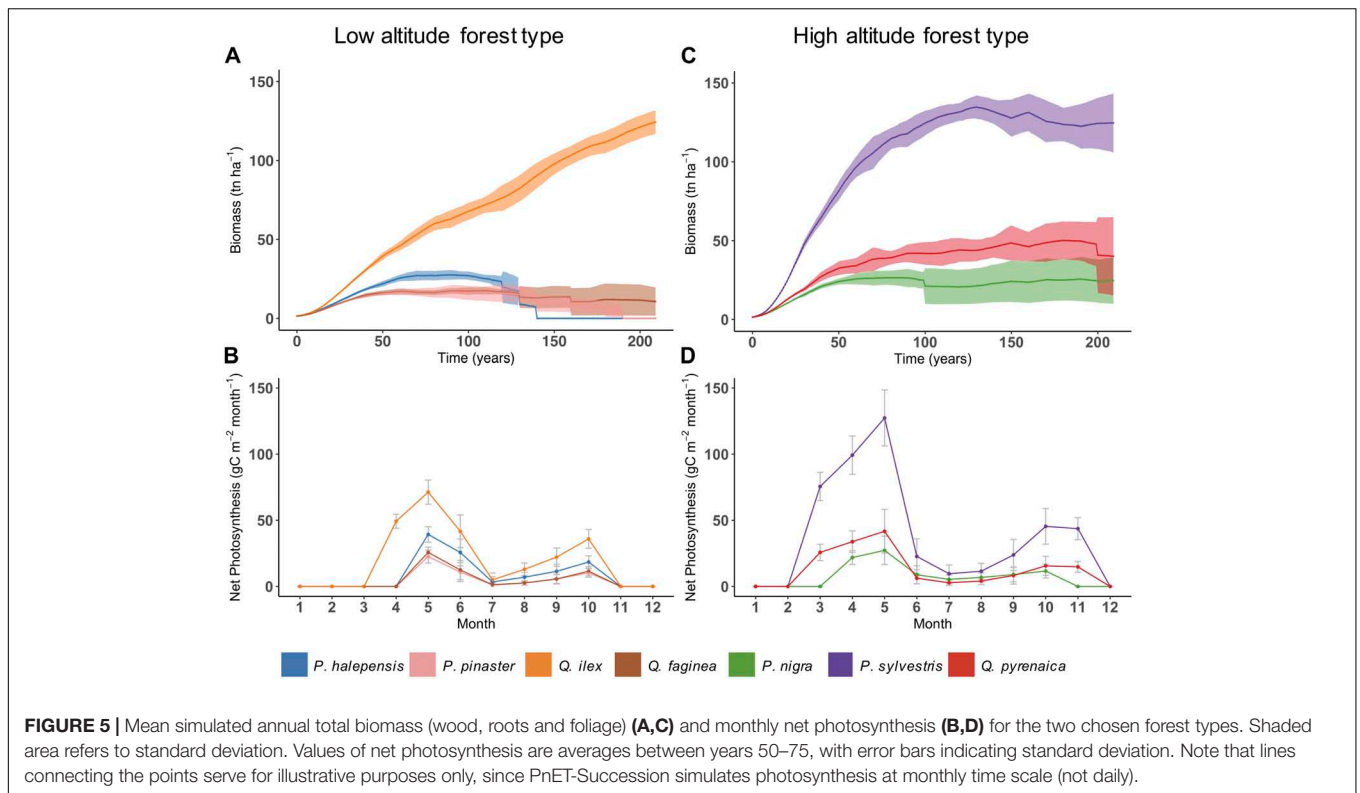 Low altitude forest type
High altitude forest type
A
150
100
50
0
Biomass (tn ha⁻¹)
0 50 100 150 200
Time (years)
C
150
100
50
0
Biomass (tn ha⁻¹)
0 50 100 150 200
Time (years)
B
150
100
50
0
Net Photosynthesis (gC m⁻² month⁻¹)
1 2 3 4 5 6 7 8 9 10 11 12
Month
D
150
100
50
0
Net Photosynthesis (gC m⁻² month⁻¹)
1 2 3 4 5 6 7 8 9 10 11 12
Month
P. halepensis P. pinaster Q. ilex Q. faginea P. nigra P. sylvestris Q. pyrenaica
FIGURE 5 | Mean simulated annual total biomass (wood, roots and foliage) (A,C) and monthly net photosynthesis (B,D) for the two chosen forest types. Shaded
area refers to standard deviation. Values of net photosynthesis are averages between years 50–75, with error bars indicating standard deviation. Note that lines
connecting the points serve for illustrative purposes only, since PnET-Succession simulates photosynthesis at monthly time scale (not daily).